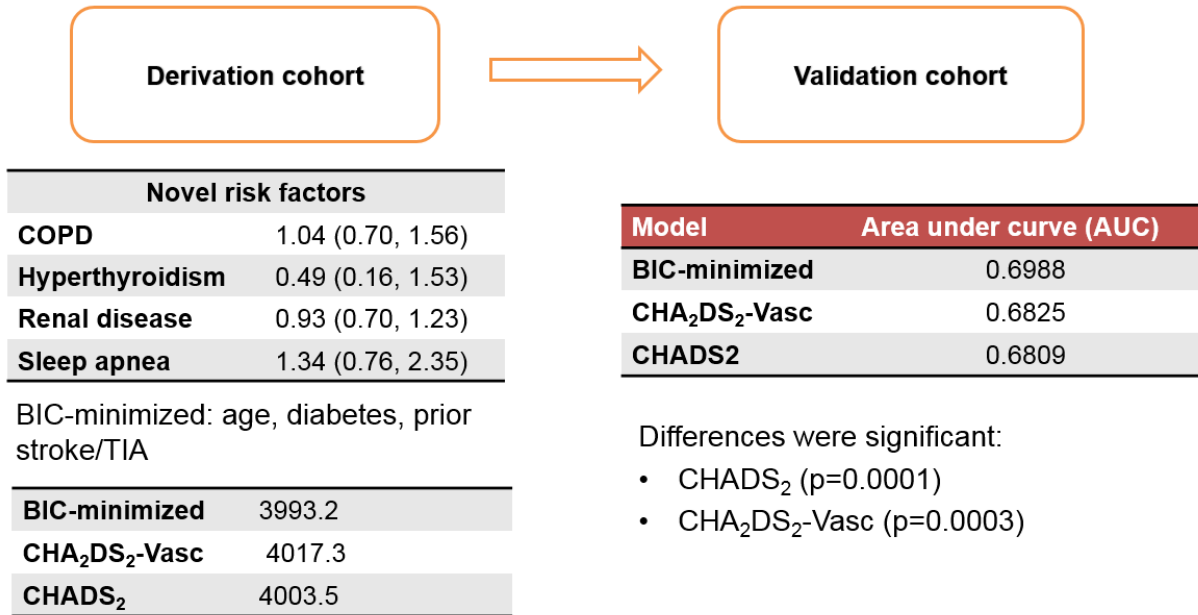 Derivation cohort
Validation cohort
Novel risk factors
COPD 1.04 (0.70, 1.56)
Hyperthyroidism 0.49 (0.16, 1.53)
Renal disease 0.93 (0.70, 1.23)
Sleep apnea 1.34 (0.76, 2.35)
BIC-minimized: age, diabetes, prior
stroke/TIA
BIC-minimized 3993.2
CHA₂DS₂-Vasc 4017.3
CHADS₂ 4003.5
Model Area under curve (AUC)
BIC-minimized 0.6988
CHA₂DS₂-Vasc 0.6825
CHADS2 0.6809
Differences were significant:
• CHADS₂ (p=0.0001)
• CHA₂DS₂-Vasc (p=0.0003)